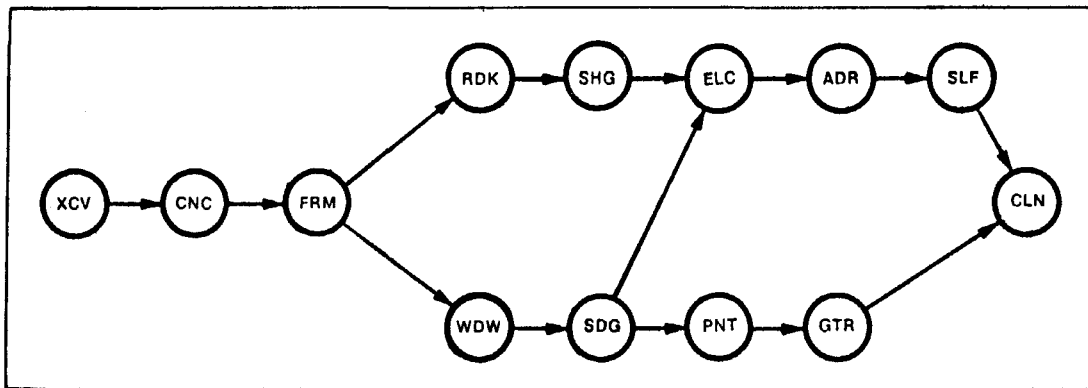 RDK SHG ELC ADR SLF
XCV CNC FRM CLN
WDW SDG PNT GTR